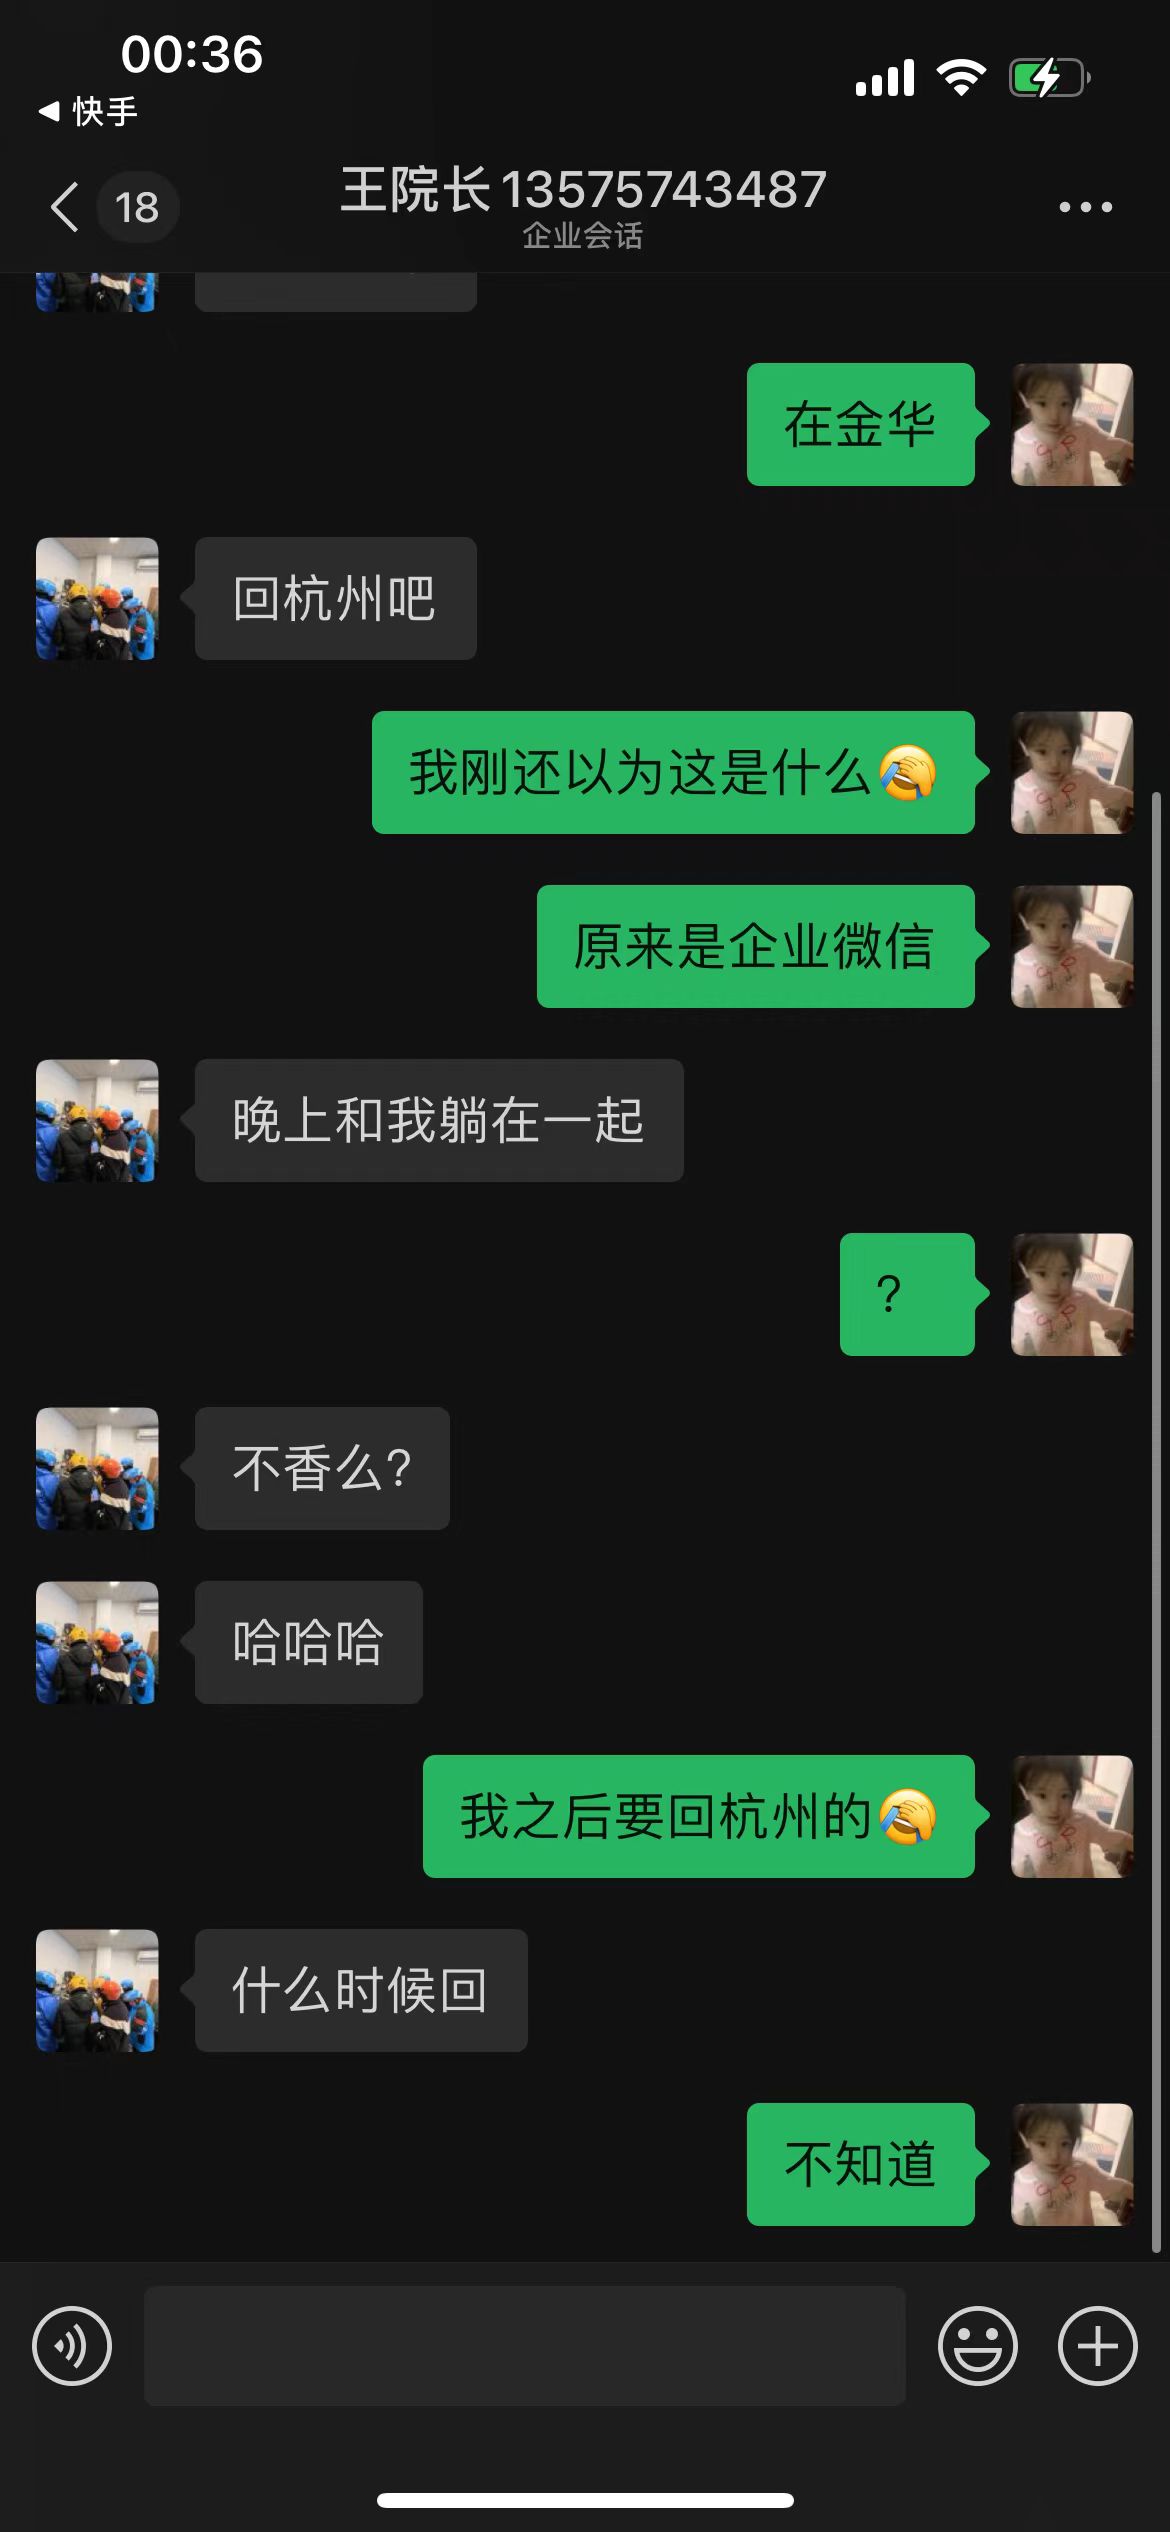 00:36
快手
18
王院长13575743487
企业会话
在金华
回杭州吧
我刚还以为这是什么🤦
原来是企业微信
晚上和我躺在一起
?
不香么?
哈哈哈
我之后要回杭州的🤦
什么时候回
不知道